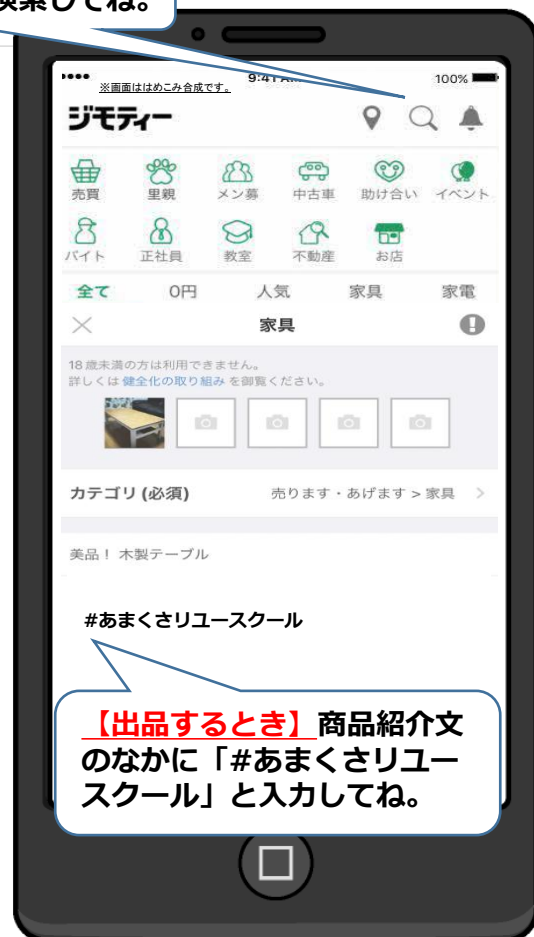 検索してね。
※画面ははめこみ合成です。
100%
ジモティー
売買 里親 メン募 中古車 助け合い イベント
バイト 正社員 教室 不動産 お店
全て 0円 人気 家具 家電
家具
18歳未満の方は利用できません。
詳しくは 健全化の取り組み を御覧ください。
カテゴリ (必須) 売ります・あげます > 家具 >
美品！ 木製テーブル
#あまくさリユースクール
【出品するとき】商品紹介文
のなかに「#あまくさリユー
スクール」と入力してね。